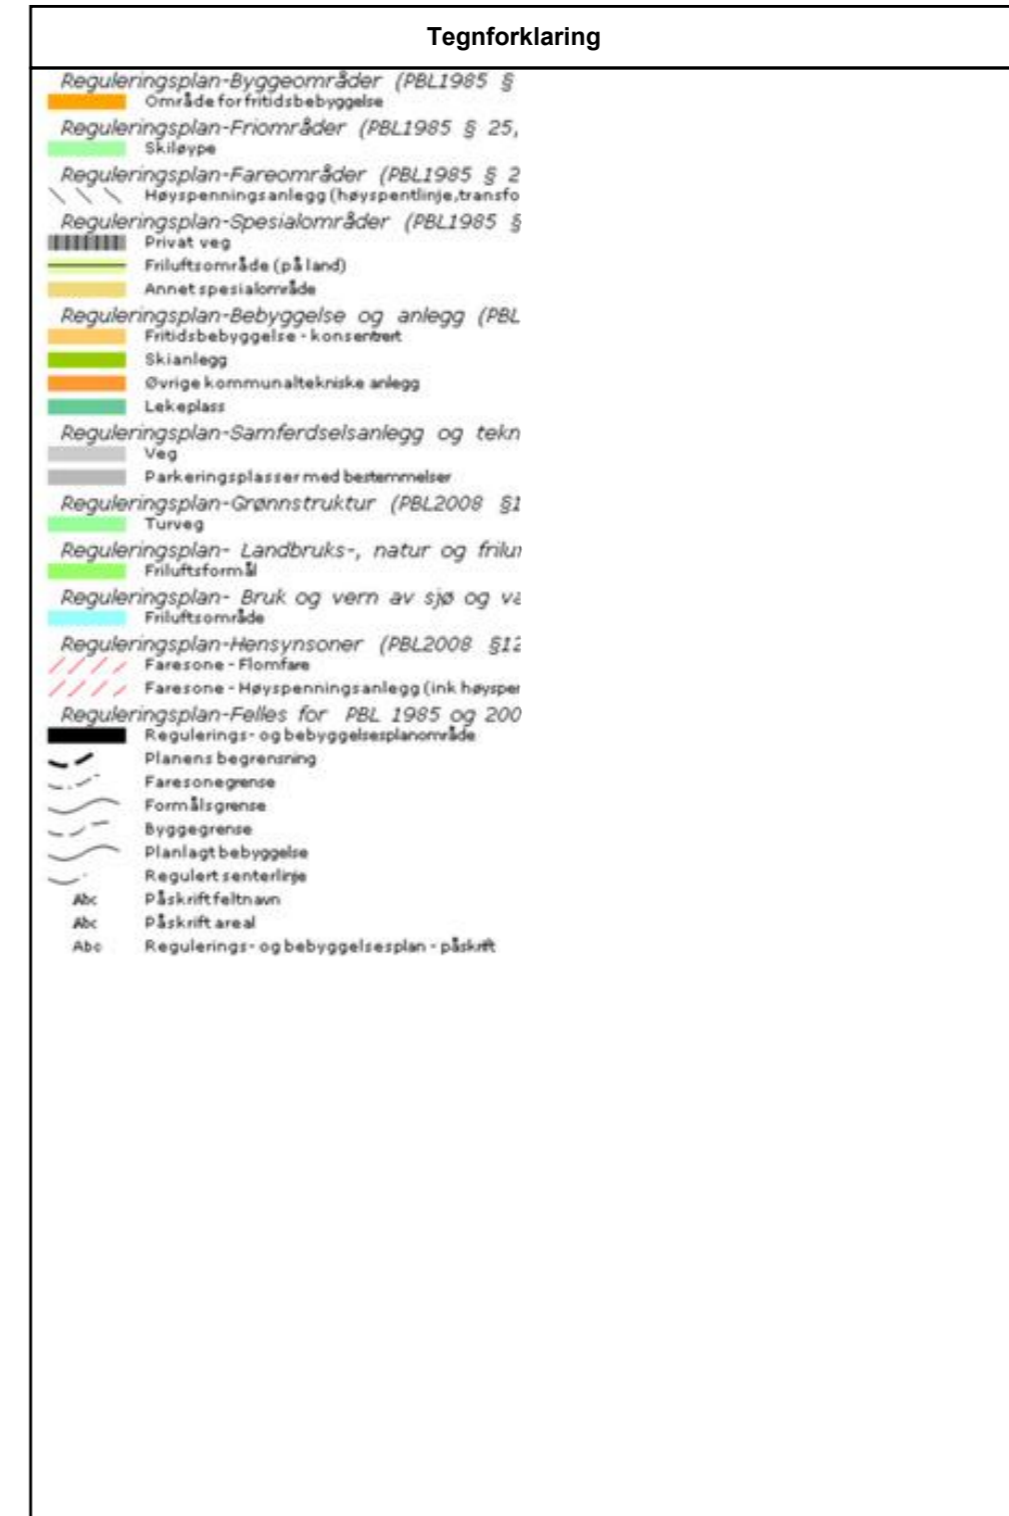 Tegnforklaring
Reguleringsplan-Byggeområder (PBL1985 §
Område for fritidsbebyggelse
Reguleringsplan-Friområder (PBL1985 § 25,
Skiløype
Reguleringsplan-Fareområder (PBL1985 § 2
Høyspenningsanlegg (høyspentlinje, transfo
Reguleringsplan-Spesialområder (PBL1985 §
Privat veg
Friluftsområde (på land)
Annet spesialområde
Reguleringsplan-Bebyggelse og anlegg (PBL
Fritidsbebyggelse - konsentrert
Skianlegg
Øvrige kommunaltekniske anlegg
Lekeplass
Reguleringsplan-Samferdselsanlegg og tekn
Veg
Parkeringsplasser med bestemmelser
Reguleringsplan-Grønnstruktur (PBL2008 §1
Turveg
Reguleringsplan- Landbruks-, natur og friluf
Friluftsformål
Reguleringsplan- Bruk og vern av sjø og va
Friluftsområde
Reguleringsplan-Hensynsoner (PBL2008 §12
Faresone - Flomfare
Faresone - Høyspenningsanlegg (ink høyspen
Reguleringsplan-Felles for PBL 1985 og 200
Regulerings- og bebyggelsesplanområde
Planens begrensning
Faresonegrense
Formålsgrense
Byggegrense
Planlagt bebyggelse
Regulert senterlinje
Abc Påskrift feltnavn
Abc Påskrift areal
Abc Regulerings- og bebyggelsesplan - påskrift